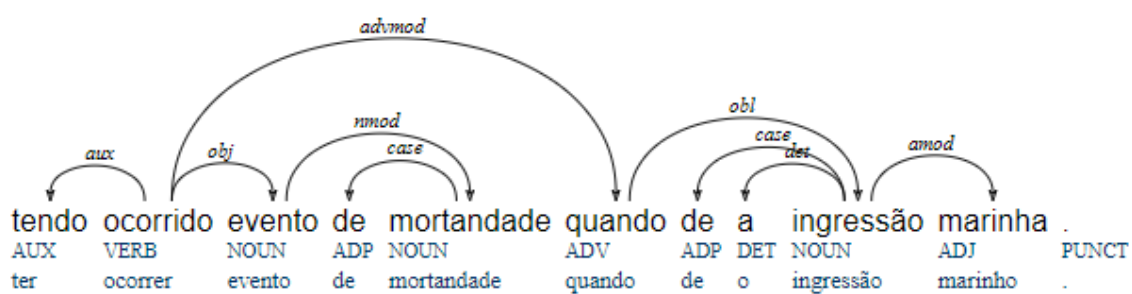 advmod
obl
nmod case
aux obj case det amod
tendo ocorrido evento de mortandade quando de a ingressão marinha .
AUX VERB NOUN ADP NOUN ADV ADP DET NOUN ADJ PUNCT
ter ocorrer evento de mortandade quando de o ingressão marinho .